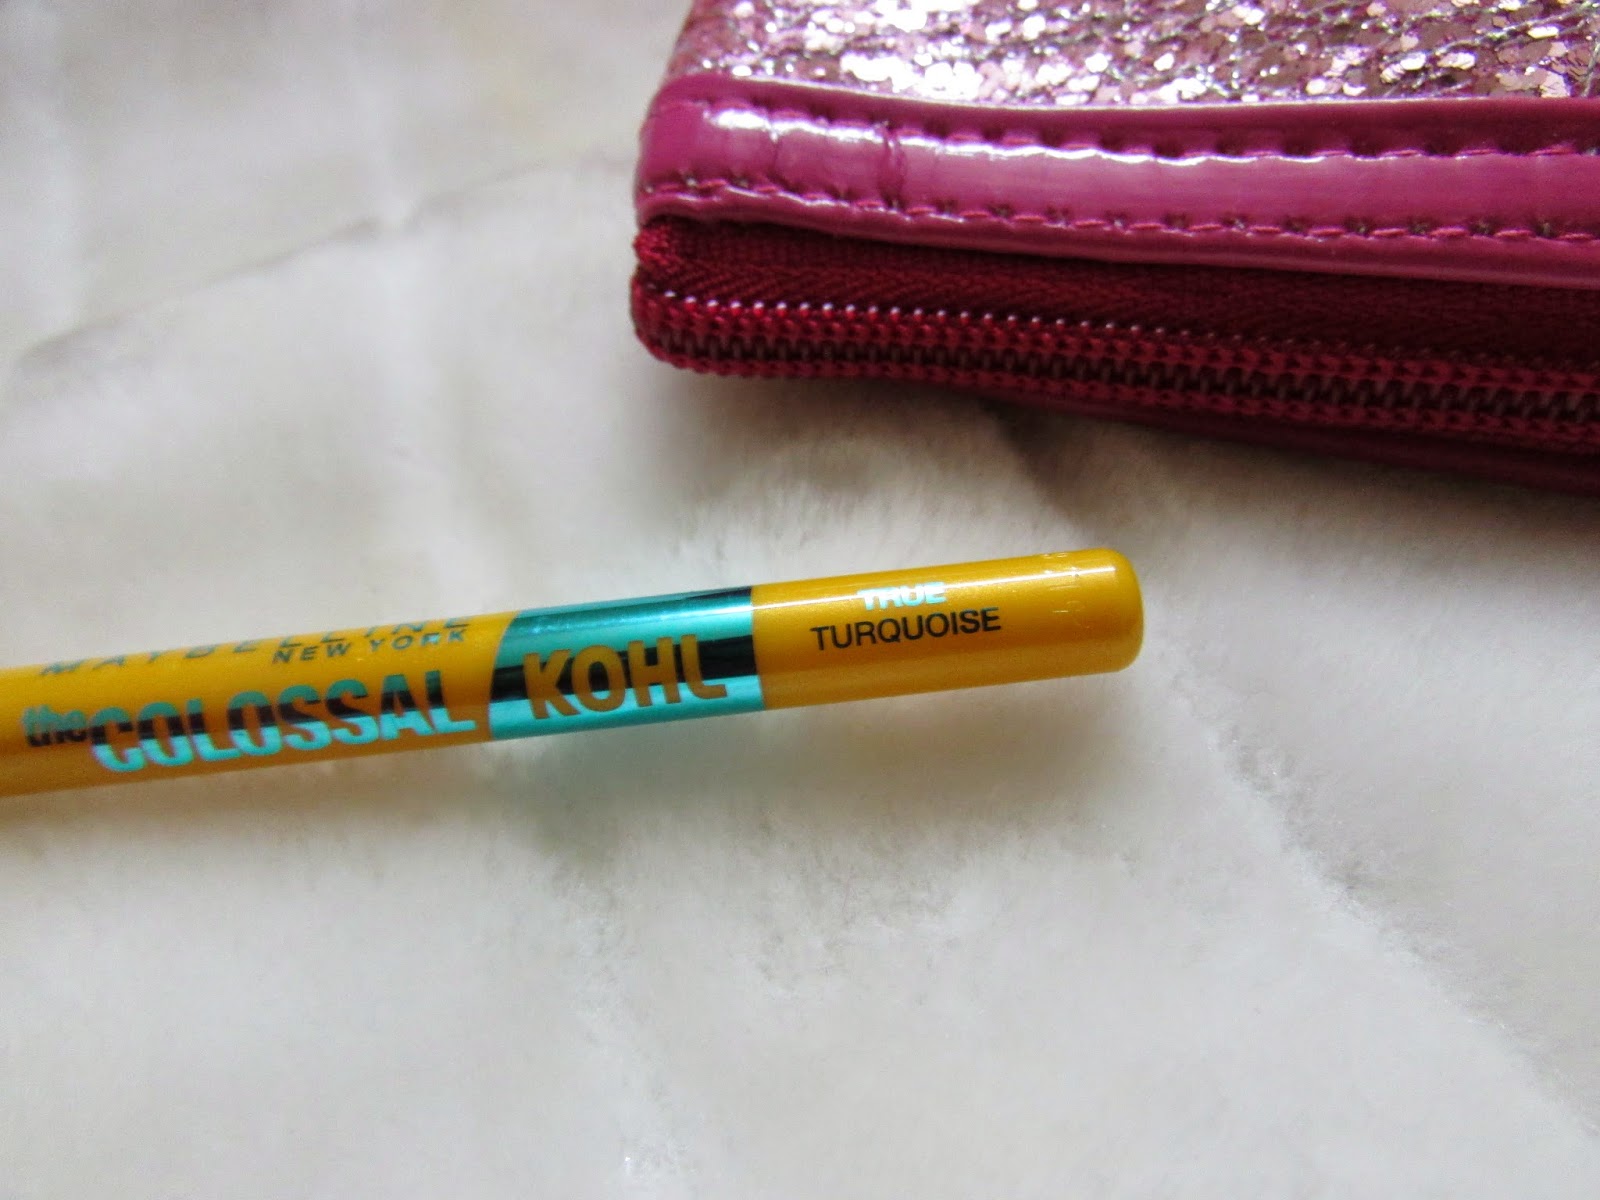 MAYBELLINE
NEW YORK
the COLOSSAL KOHL
TRUE
TURQUOISE